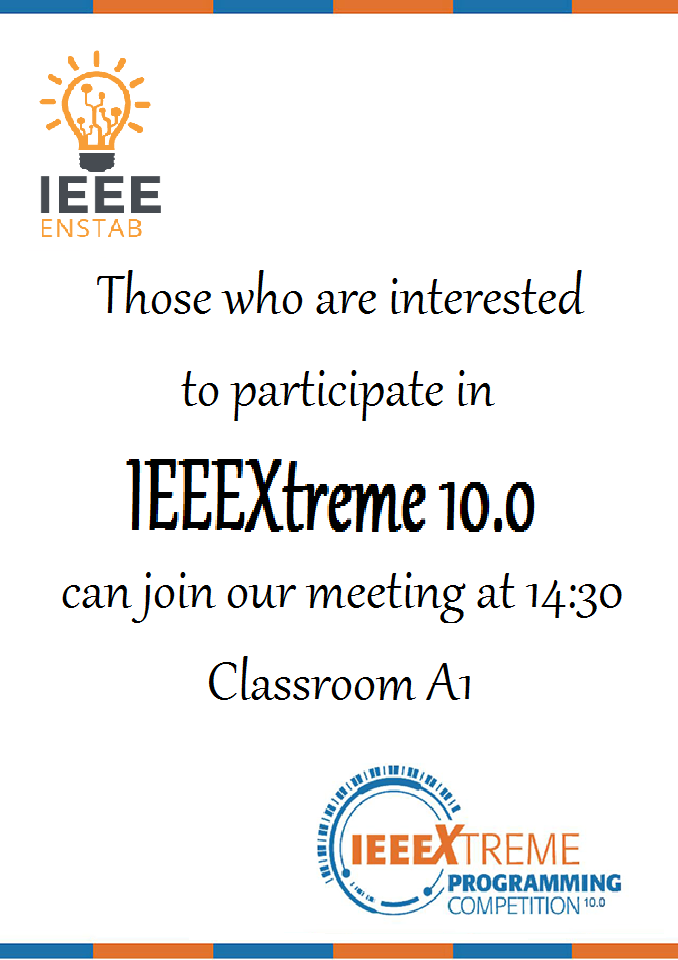 IEEE
ENSTAB
Those who are interested
to participate in
IEEEXtreme 10.0
can join our meeting at 14:30
Classroom A1
IEEEXTREME
PROGRAMMING
COMPETITION 10.0